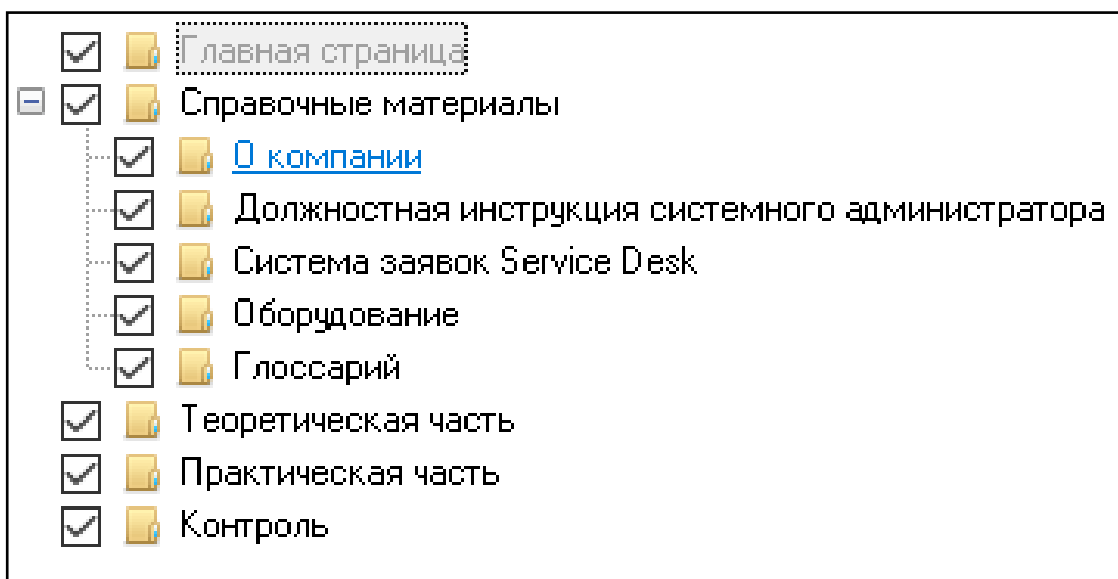 Главная страница
Справочные материалы
О компании
Должностная инструкция системного администратора
Система заявок Service Desk
Оборудование
Глоссарий
Теоретическая часть
Практическая часть
Контроль